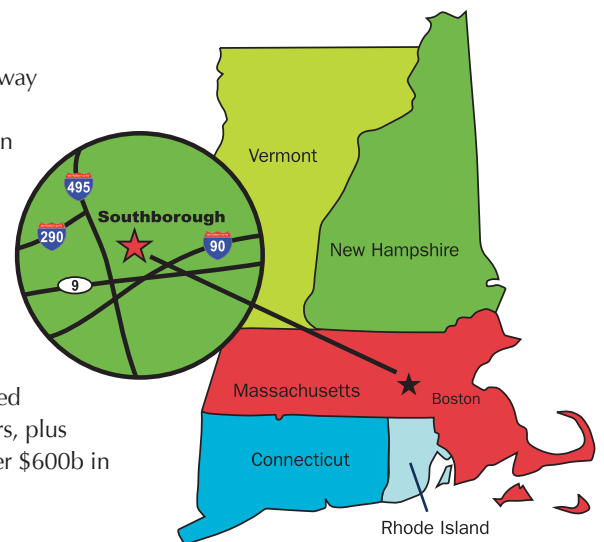 way
n
Vermont
495
Southborough
290
90
New Hampshire
9
ed
Massachusetts
Boston
rs, plus
er $600b in
Connecticut
Rhode Island